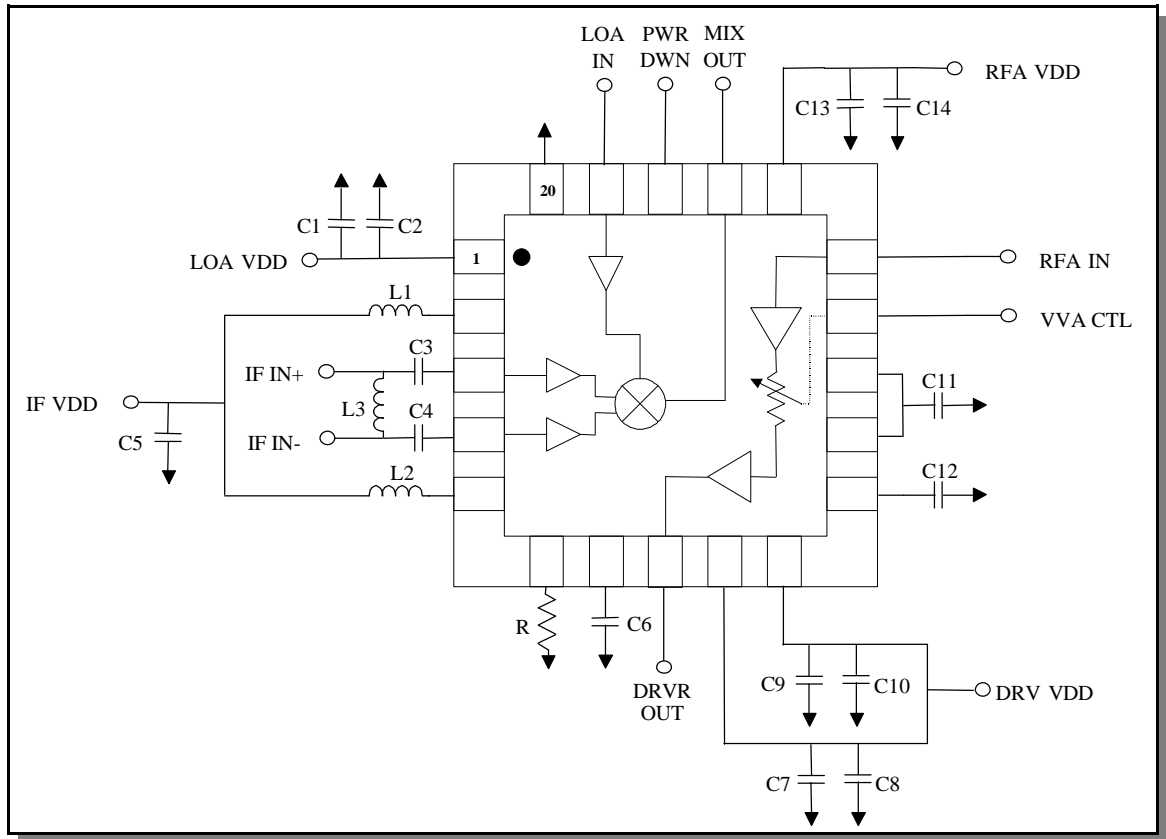 LOA
IN
PWR
DWN
MIX
OUT
RFA VDD
C13
C14
20
C1
C2
LOA VDD
1
RFA IN
L1
VVA CTL
C3
IF IN+
C11
IF VDD
L3
C4
C5
IF IN-
L2
C12
R
C6
DRVR
OUT
C9
C10
DRV VDD
C7
C8